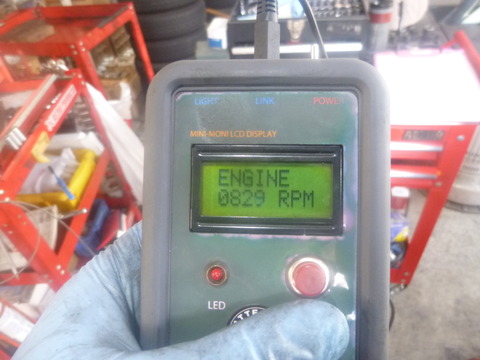 LIGHT LINK POWER
MINI-MONI LCD DISPLAY
ENGINE
0829 RPM
LED